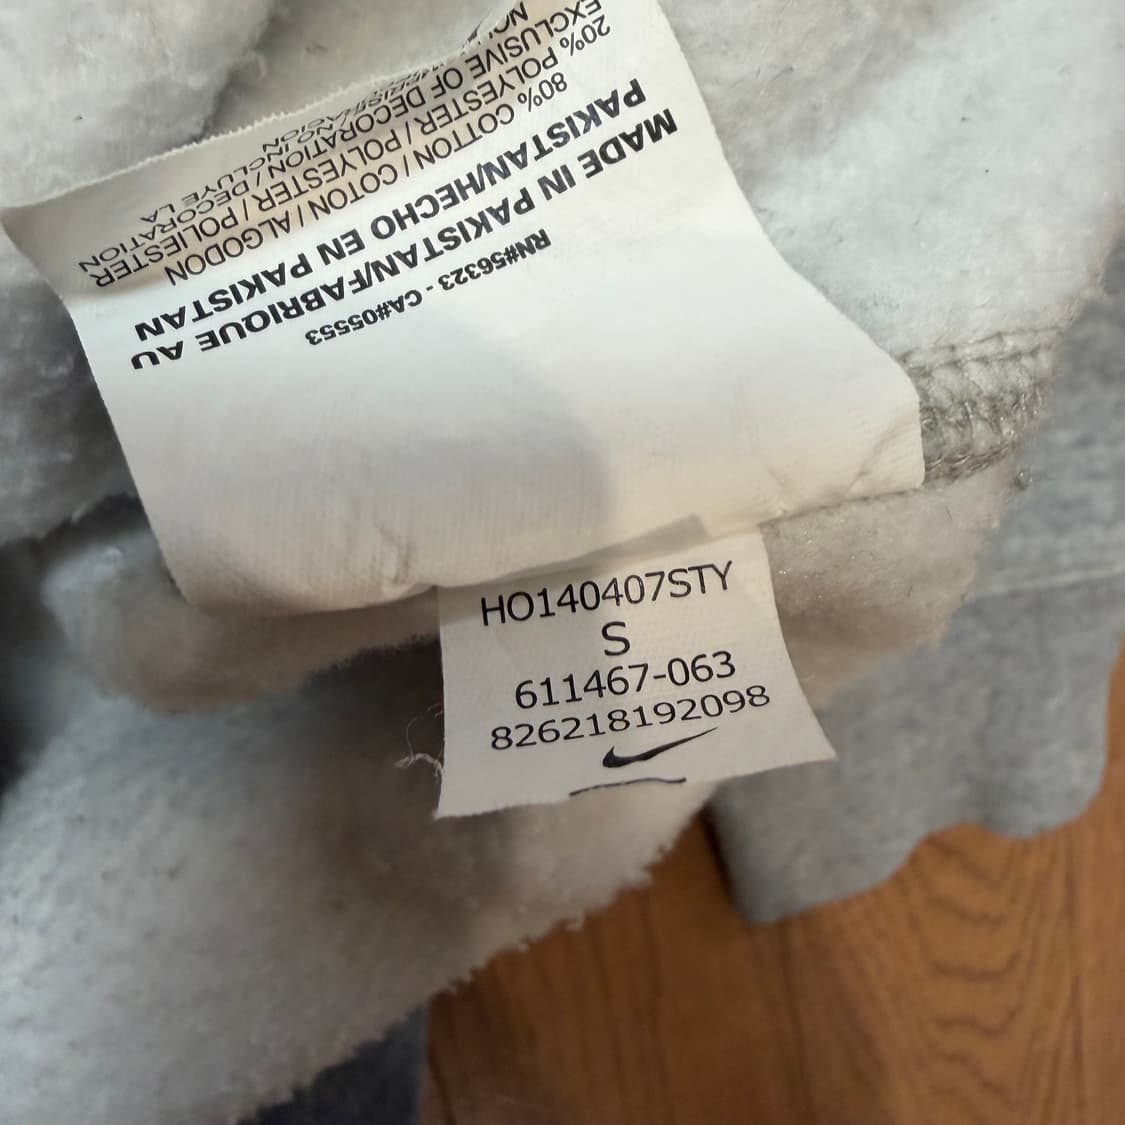 MADE IN PAKISTAN/FABRIQUE AU
PAKISTAN/HECHO EN PAKISTAN
80% COTTON / COTON / ALGODON
20% POLYESTER / POLYESTER / POLIESTER
EXCLUSIVE OF DECORATION / DECORATION
RN#56323 - CA#05553
HO140407STY
S
611467-063
826218192098